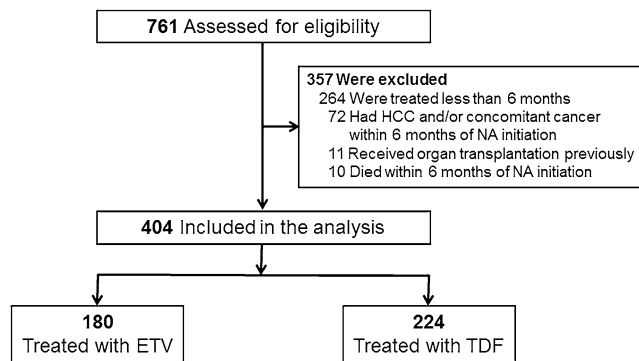 761 Assessed for eligibility
357 Were excluded
264 Were treated less than 6 months
72 Had HCC and/or concomitant cancer
within 6 months of NA initiation
11 Received organ transplantation previously
10 Died within 6 months of NA initiation
404 Included in the analysis
180
Treated with ETV
224
Treated with TDF